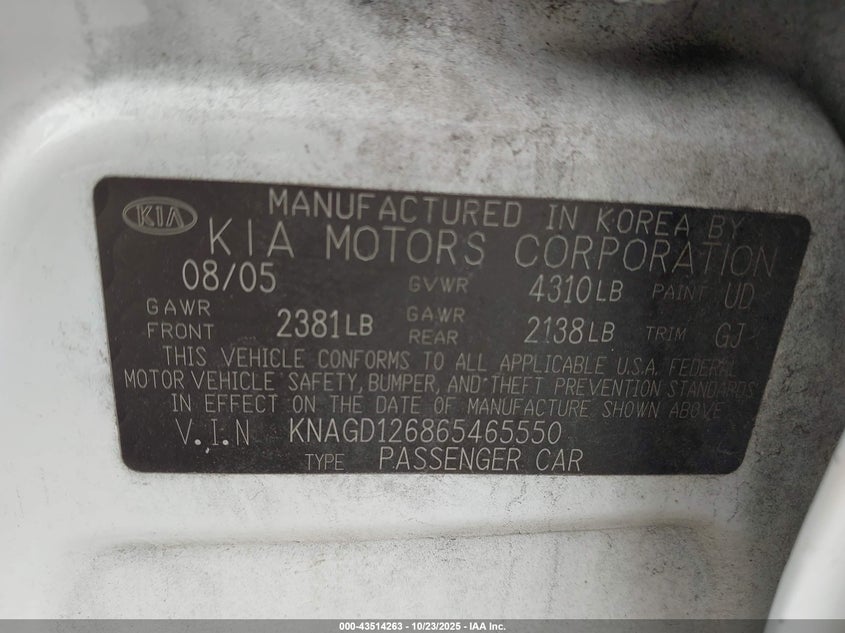 KIA
MANUFACTURED IN KOREA BY
KIA MOTORS CORPORATION
08/05 GVWR 4310LB PAINT UD
GAWR FRONT 2381LB GAWR REAR 2138LB TRIM GJ
THIS VEHICLE CONFORMS TO ALL APPLICABLE U.S.A. FEDERAL
MOTOR VEHICLE SAFETY, BUMPER, AND THEFT PREVENTION STANDARDS
IN EFFECT ON THE DATE OF MANUFACTURE SHOWN ABOVE
V.I.N KNAGD126865465550
TYPE PASSENGER CAR
000-43514263 - 10/23/2025 - IAA Inc.